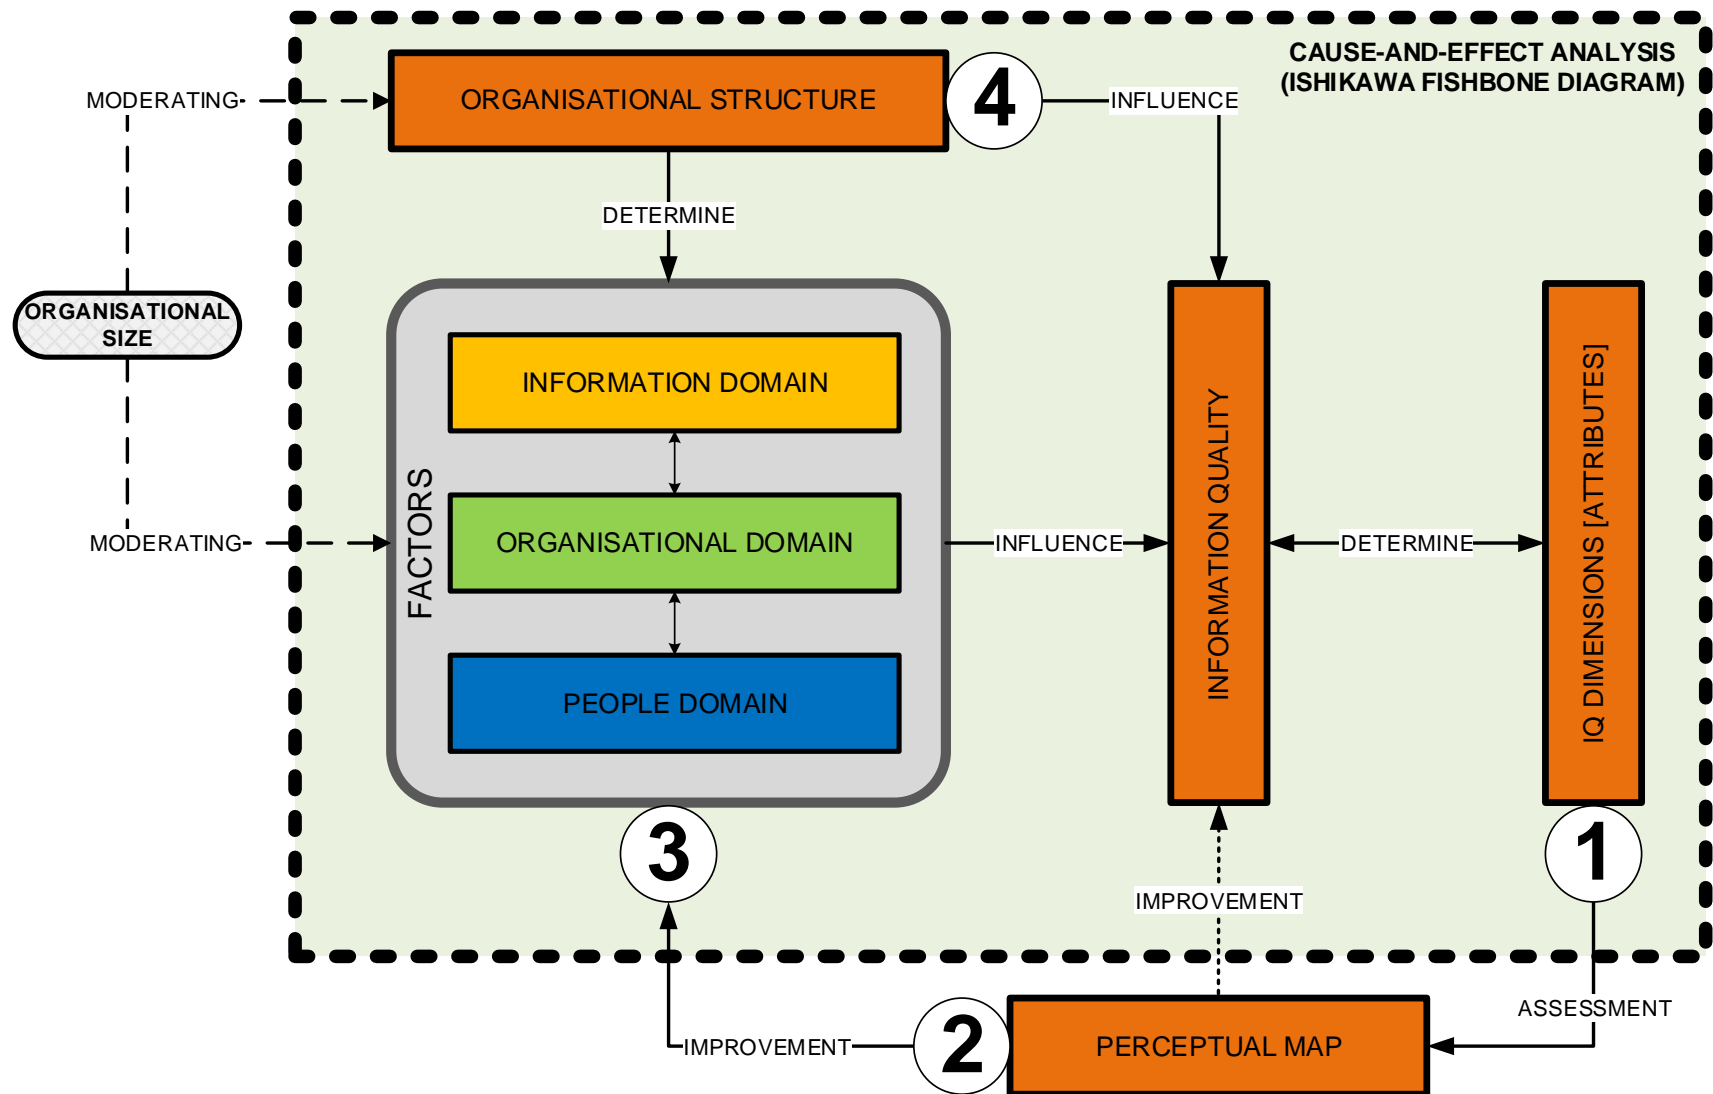 CAUSE-AND-EFFECT ANALYSIS
(ISHIKAWA FISHBONE DIAGRAM)
MODERATING
ORGANISATIONAL STRUCTURE
4
INFLUENCE
DETERMINE
ORGANISATIONAL
SIZE
INFORMATION DOMAIN
FACTORS
ORGANISATIONAL DOMAIN
PEOPLE DOMAIN
MODERATING
INFLUENCE
INFORMATION QUALITY
DETERMINE
IQ DIMENSIONS [ATTRIBUTES]
3
1
IMPROVEMENT
ASSESSMENT
IMPROVEMENT
2
PERCEPTUAL MAP